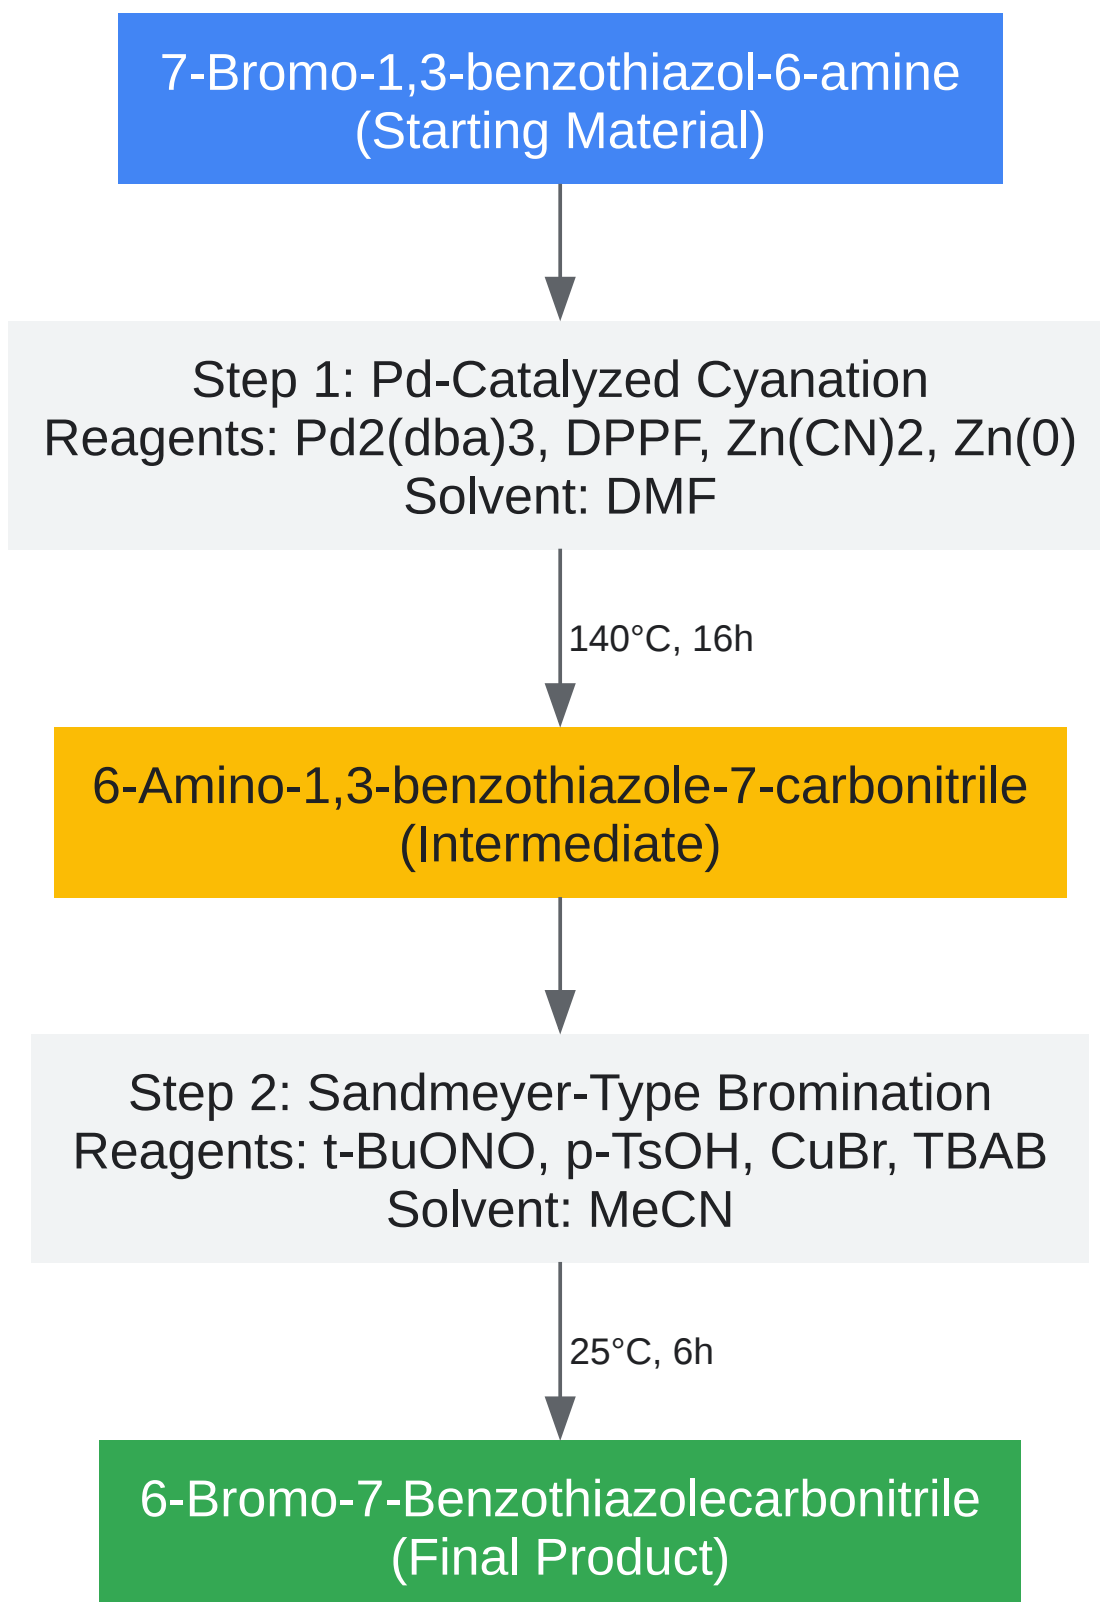 7-Bromo-1,3-benzothiazol-6-amine
(Starting Material)
Step 1: Pd-Catalyzed Cyanation
Reagents: Pd2(dba)3, DPPF, Zn(CN)2, Zn(0)
Solvent: DMF
140°C, 16h
6-Amino-1,3-benzothiazole-7-carbonitrile
(Intermediate)
Step 2: Sandmeyer-Type Bromination
Reagents: t-BuONO, p-TsOH, CuBr, TBAB
Solvent: MeCN
25°C, 6h
6-Bromo-7-Benzothiazolecarbonitrile
(Final Product)